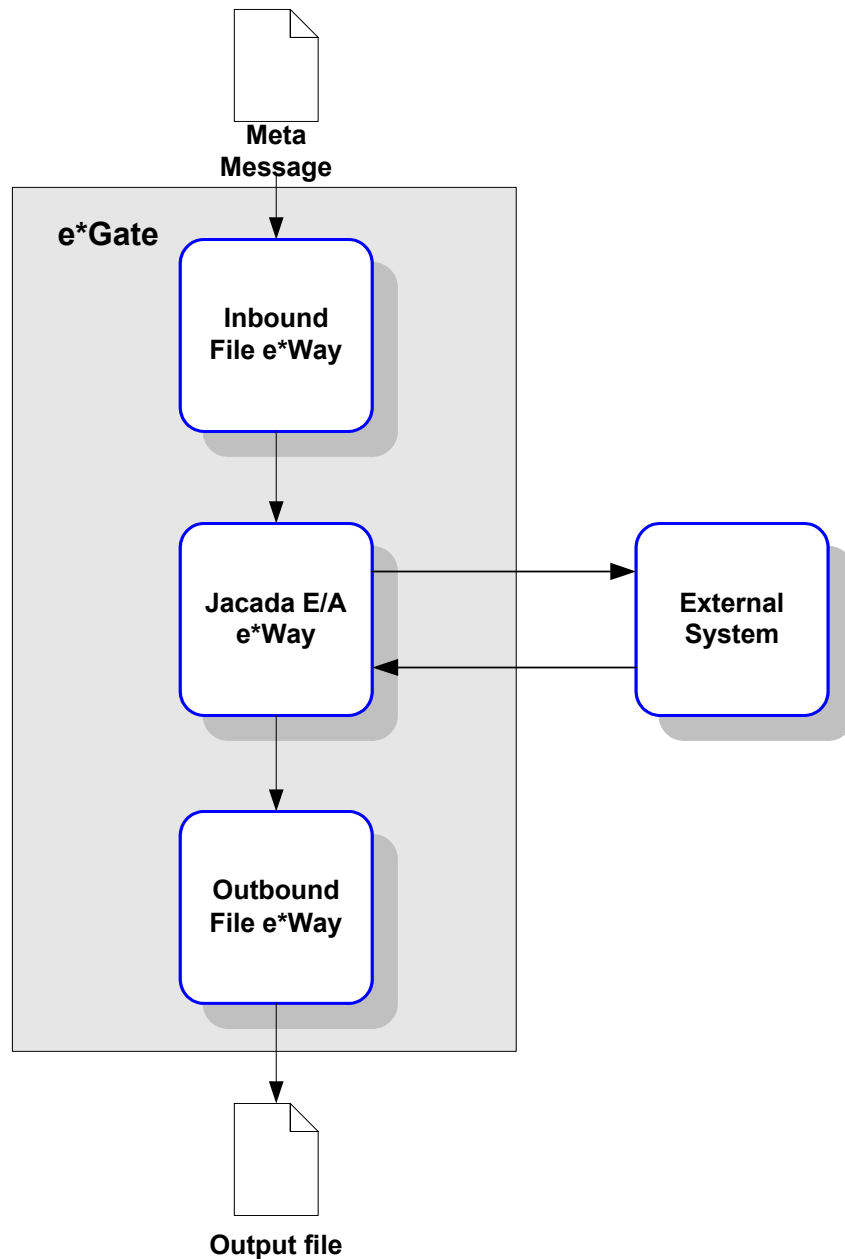 Meta
Message
e*Gate
Inbound
File e*Way
Jacada E/A
e*Way
External
System
Outbound
File e*Way
Output file